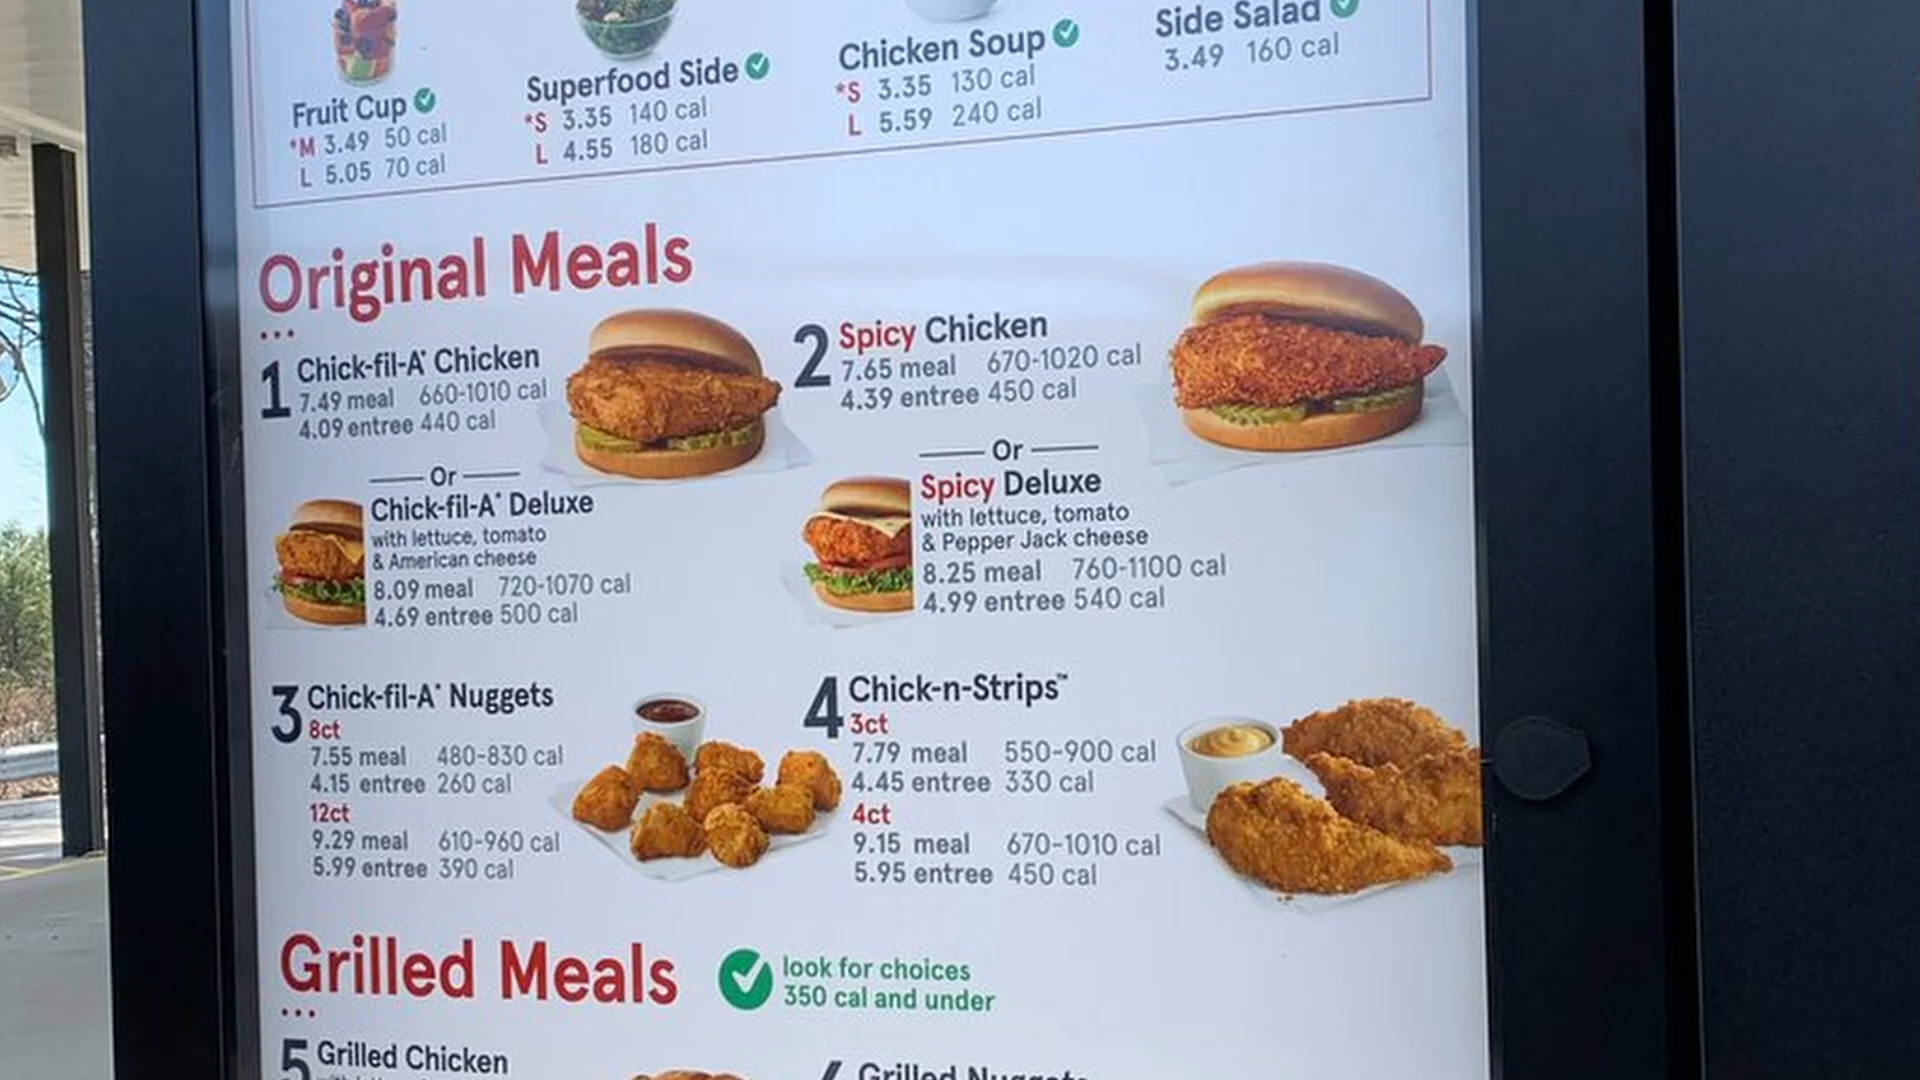 Fruit Cup
*M 3.49 50 cal
L 5.05 70 cal
Superfood Side
*S 3.35 140 cal
L 4.55 180 cal
Chicken Soup
*S 3.35 130 cal
L 5.59 240 cal
Side Salad
3.49 160 cal
Original Meals
1 Chick-fil-A® Chicken
7.49 meal 660-1010 cal
4.09 entree 440 cal
Or
Chick-fil-A® Deluxe
with lettuce, tomato
& American cheese
8.09 meal 720-1070 cal
4.69 entree 500 cal
2 Spicy Chicken
7.65 meal 670-1020 cal
4.39 entree 450 cal
Or
Spicy Deluxe
with lettuce, tomato
& Pepper Jack cheese
8.25 meal 760-1100 cal
4.99 entree 540 cal
3 Chick-fil-A® Nuggets
8ct
7.55 meal 480-830 cal
4.15 entree 260 cal
12ct
9.29 meal 610-960 cal
5.99 entree 390 cal
4 Chick-n-Strips™
3ct
7.79 meal 550-900 cal
4.45 entree 330 cal
4ct
9.15 meal 670-1010 cal
5.95 entree 450 cal
Grilled Meals
look for choices
350 cal and under
5 Grilled Chicken
Grilled Nuggets